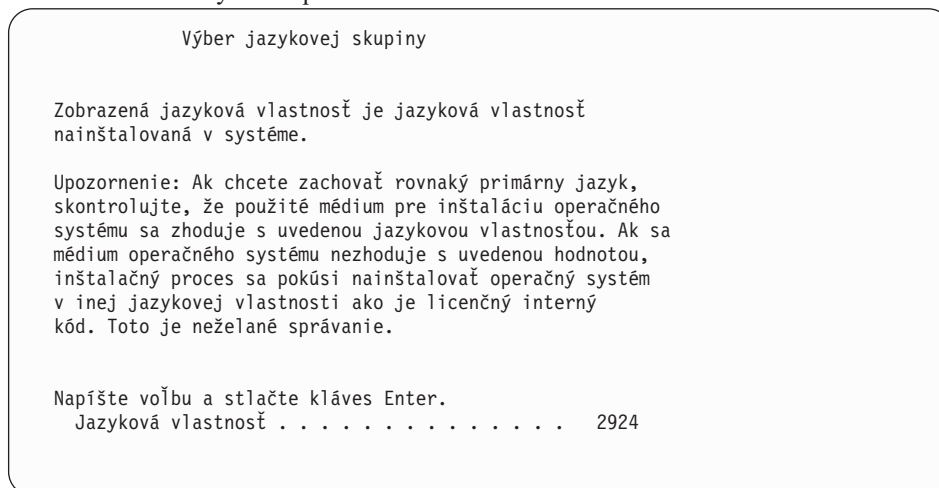 Výber jazykovej skupiny
Zobrazená jazyková vlastnosť je jazyková vlastnosť
nainštalovaná v systéme.
Upozornenie: Ak chcete zachovať rovnaký primárny jazyk,
skontrolujte, že použité médium pre inštaláciu operačného
systému sa zhoduje s uvedenou jazykovou vlastnosťou. Ak sa
médium operačného systému nezhoduje s uvedenou hodnotou,
inštalačný proces sa pokúsi nainštalovať operačný systém
v inej jazykovej vlastnosti ako je licenčný interný
kód. Toto je neželané správanie.
Napíšte voľbu a stlačte kláves Enter.
Jazyková vlastnosť . . . . . . . . . . . . . . 2924